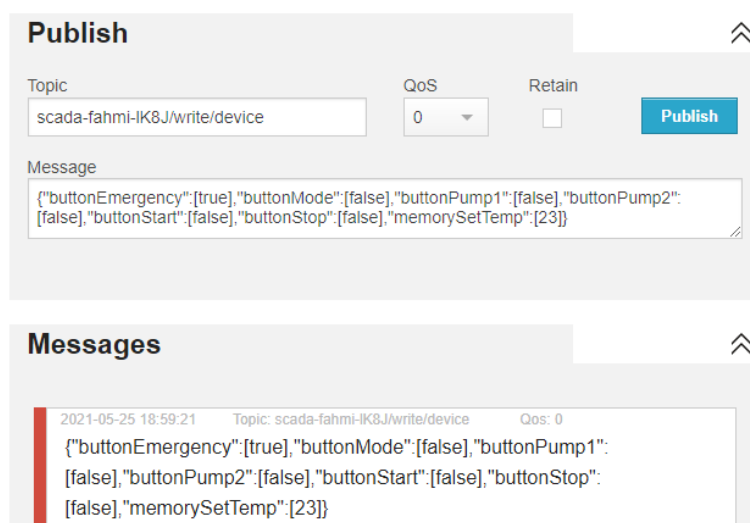 Publish
Topic QoS Retain
scada-fahmi-IK8J/write/device 0 Publish
Message
{"buttonEmergency":[true],"buttonMode":[false],"buttonPump1":[false],"buttonPump2":
[false],"buttonStart":[false],"buttonStop":[false],"memorySetTemp":[23]}
Messages
2021-05-25 18:59:21 Topic: scada-fahmi-IK8J/write/device Qos: 0
{"buttonEmergency":[true],"buttonMode":[false],"buttonPump1":
[false],"buttonPump2":[false],"buttonStart":[false],"buttonStop":
[false],"memorySetTemp":[23]}